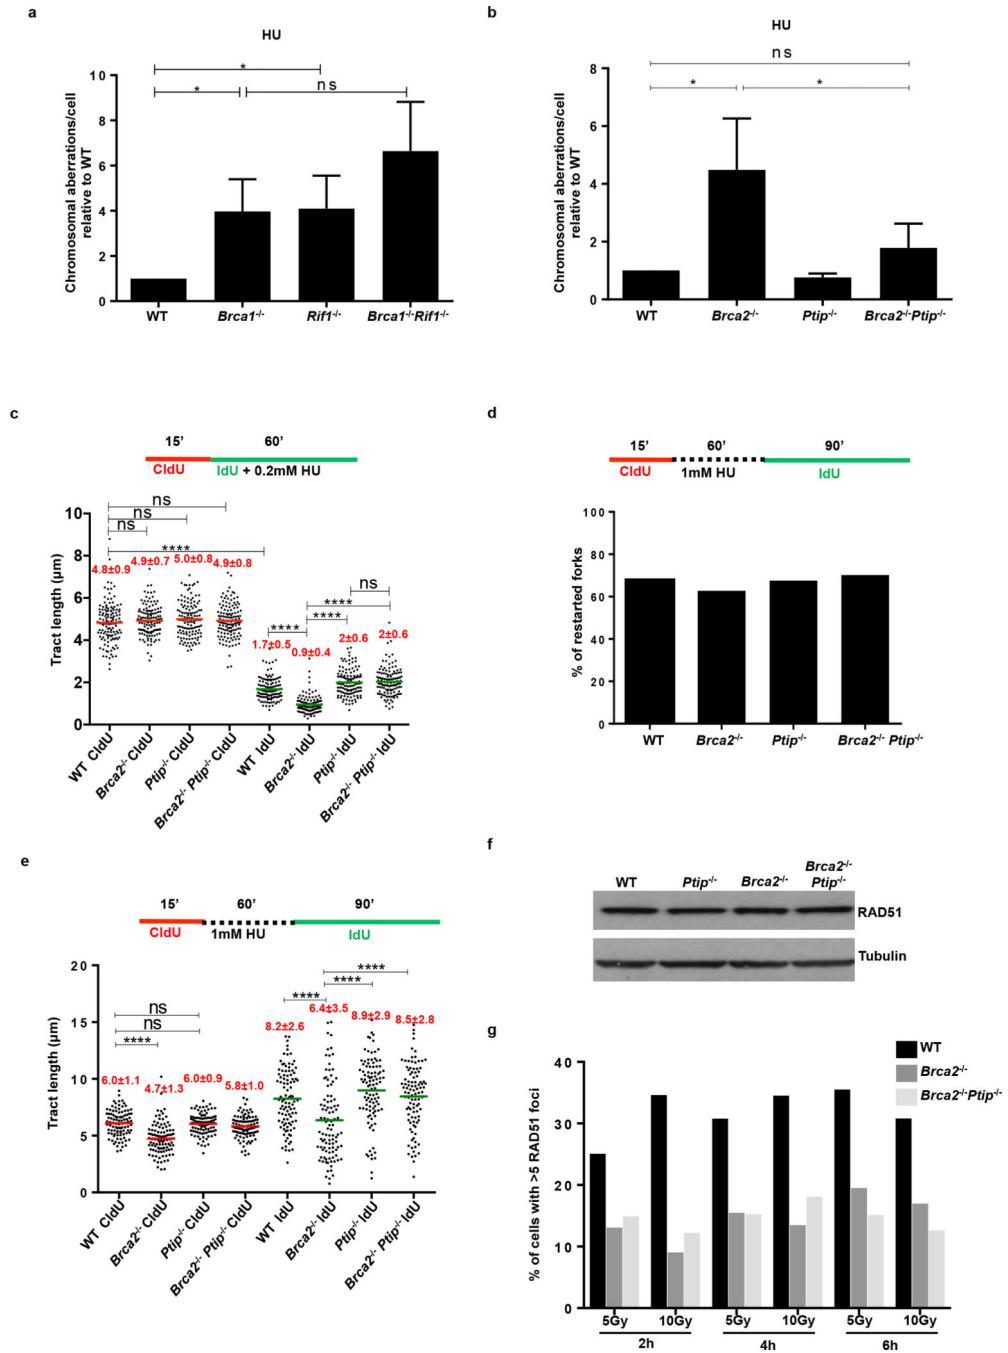 a
HU
Chromosomal aberrations/cell
relative to WT
10
8
6
4
2
0
*
*
ns
WT
Brca1-/-
Rif1-/-
Brca1-/-Rif1-/-
b
HU
Chromosomal aberrations/cell
relative to WT
8
6
4
2
0
ns
*
*
WT
Brca2-/-
Ptip-/-
Brca2-/-Ptip-/-
c
15’ 60’
CldU IdU + 0.2mM HU
Tract length (µm)
10
8
6
4
2
0
ns
ns
ns
****
4.8±0.9 4.9±0.7 5.0±0.8 4.9±0.8
ns
****
****
****
1.7±0.5 0.9±0.4 2±0.6 2±0.6
WT CldU
Brca2-/- CldU
Ptip-/- CldU
Brca2-/- Ptip-/- CldU
WT IdU
Brca2-/- IdU
Ptip-/- IdU
Brca2-/- Ptip-/- IdU
d
15’ 60’ 90’
CldU 1mM HU IdU
% of restarted forks
100
80
60
40
20
0
WT
Brca2-/-
Ptip-/-
Brca2-/- Ptip-/-
e
15’ 60’ 90’
CldU 1mM HU IdU
Tract length (µm)
20
15
10
5
0
ns
ns
****
6.0±1.1 4.7±1.3 6.0±0.9 5.8±1.0
****
****
****
8.2±2.6 6.4±3.5 8.9±2.9 8.5±2.8
WT CldU
Brca2-/- CldU
Ptip-/- CldU
Brca2-/- Ptip-/- CldU
WT IdU
Brca2-/- IdU
Ptip-/- IdU
Brca2-/- Ptip-/- IdU
f
WT
Ptip-/-
Brca2-/-
Brca2-/-
Ptip-/-
RAD51
Tubulin
g
WT
Brca2-/-
Brca2-/-Ptip-/-
% of cells with >5 RAD51 foci
40
30
20
10
0
5Gy 10Gy 5Gy 10Gy 5Gy 10Gy
2h 4h 6h